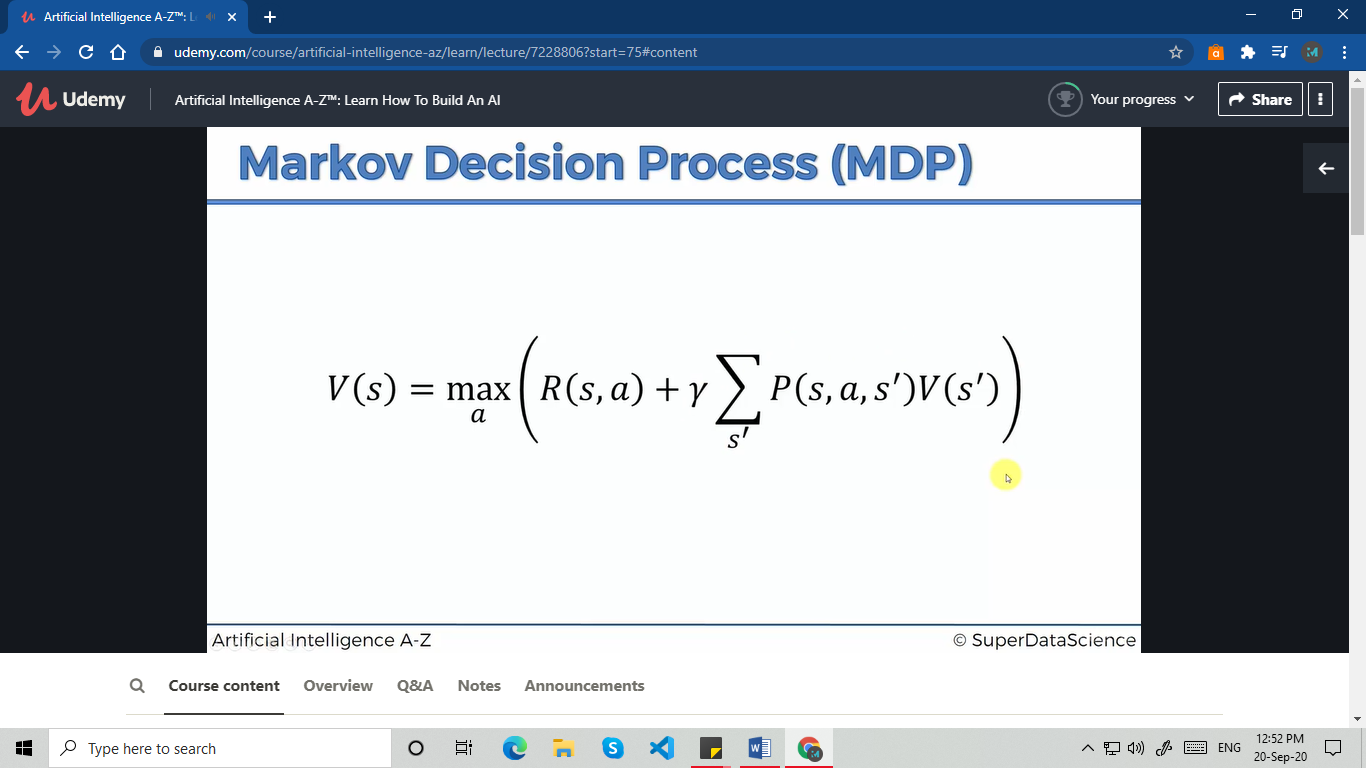 Artificial Intelligence A-Z™: L
udemy.com/course/artificial-intelligence-az/learn/lecture/7228806?start=75#content
Udemy
Artificial Intelligence A-Z™: Learn How To Build An AI
Your progress
Share
Markov Decision Process (MDP)
V(s) = max_a ( R(s, a) + γ ∑_{s'} P(s, a, s')V(s') )
Artificial Intelligence A-Z
© SuperDataScience
Course content Overview Q&A Notes Announcements
Type here to search
ENG
12:52 PM
20-Sep-20